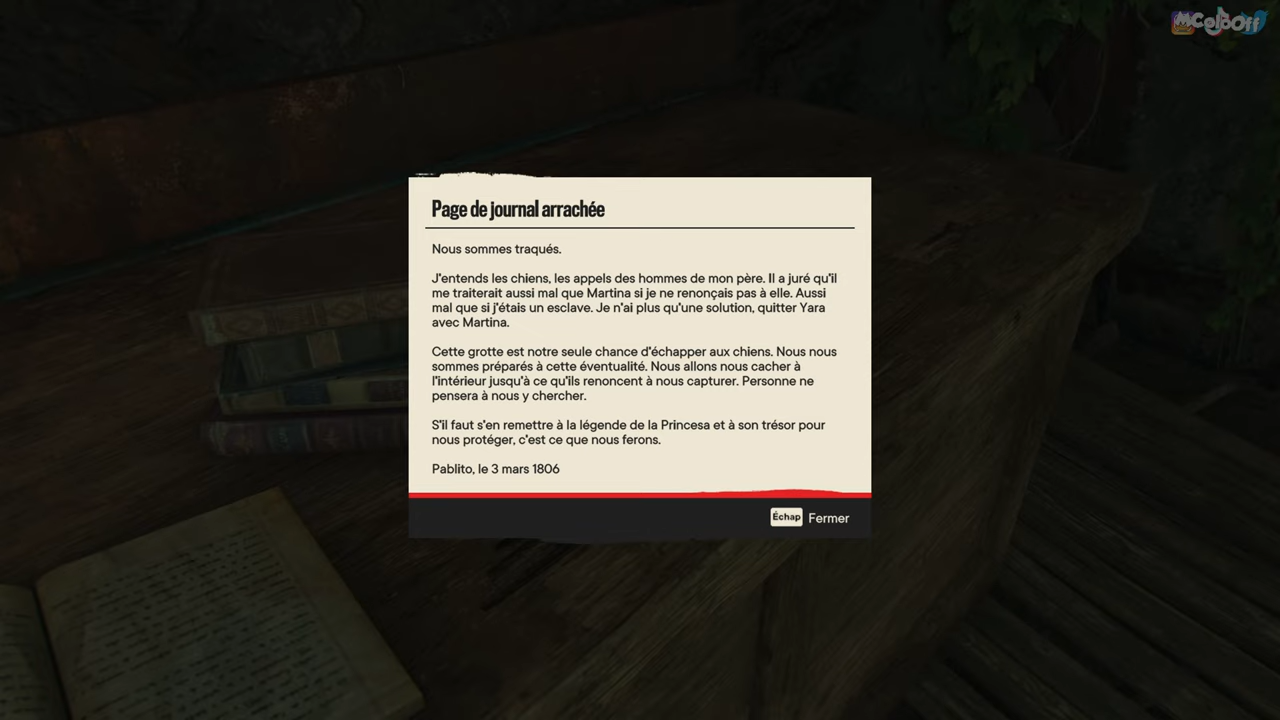 MCelboff
Page de journal arrachée
Nous sommes traqués.
J'entends les chiens, les appels des hommes de mon père. Il a juré qu'il
me traiterait aussi mal que Martina si je ne renonçais pas à elle. Aussi
mal que si j'étais un esclave. Je n'ai plus qu'une solution, quitter Yara
avec Martina.
Cette grotte est notre seule chance d'échapper aux chiens. Nous nous
sommes préparés à cette éventualité. Nous allons nous cacher à
l'intérieur jusqu'à ce qu'ils renoncent à nous capturer. Personne ne
pensera à nous y chercher.
S'il faut s'en remettre à la légende de la Princesa et à son trésor pour
nous protéger, c'est ce que nous ferons.
Pablito, le 3 mars 1806
Échap Fermer